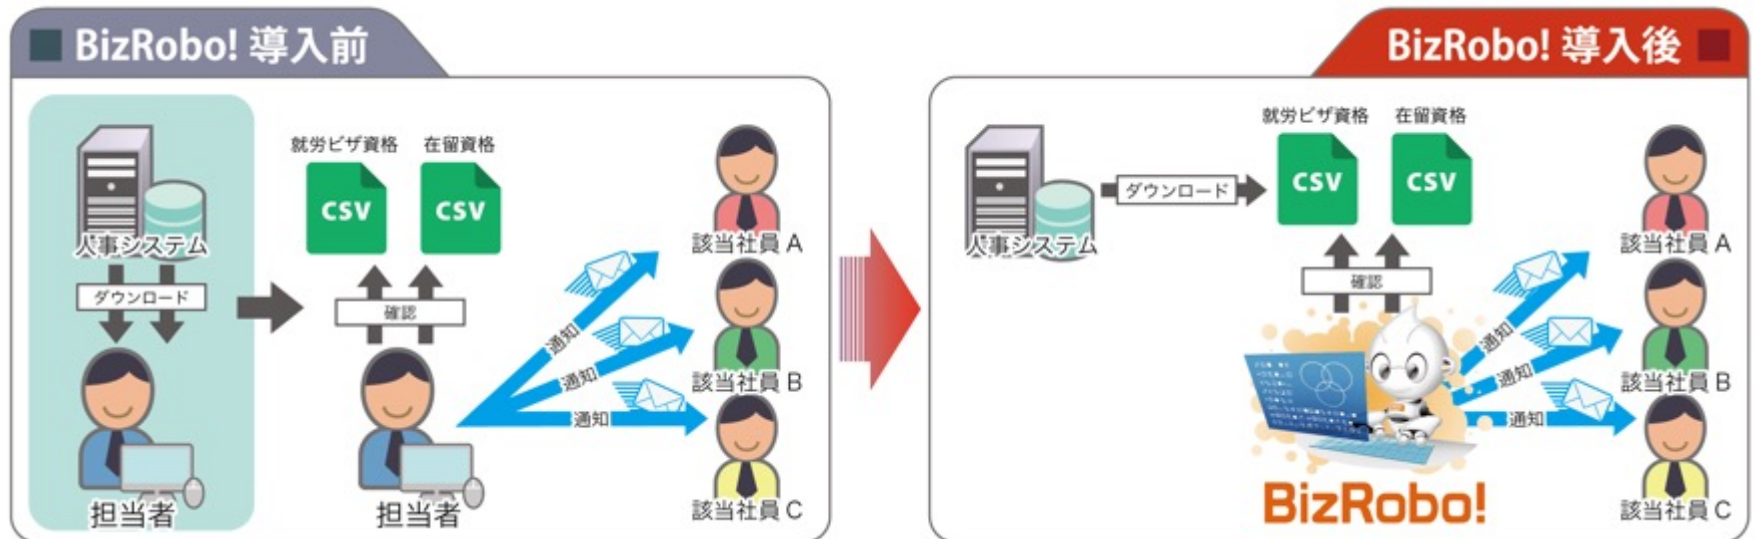 BizRobo! 導入前
就労ビザ資格
在留資格
CSV
CSV
人事システム
ダウンロード
確認
担当者
担当者
通知
通知
通知
該当社員 A
該当社員 B
該当社員 C
BizRobo! 導入後
就労ビザ資格
在留資格
CSV
CSV
人事システム
ダウンロード
確認
BizRobo!
通知
通知
通知
該当社員 A
該当社員 B
該当社員 C